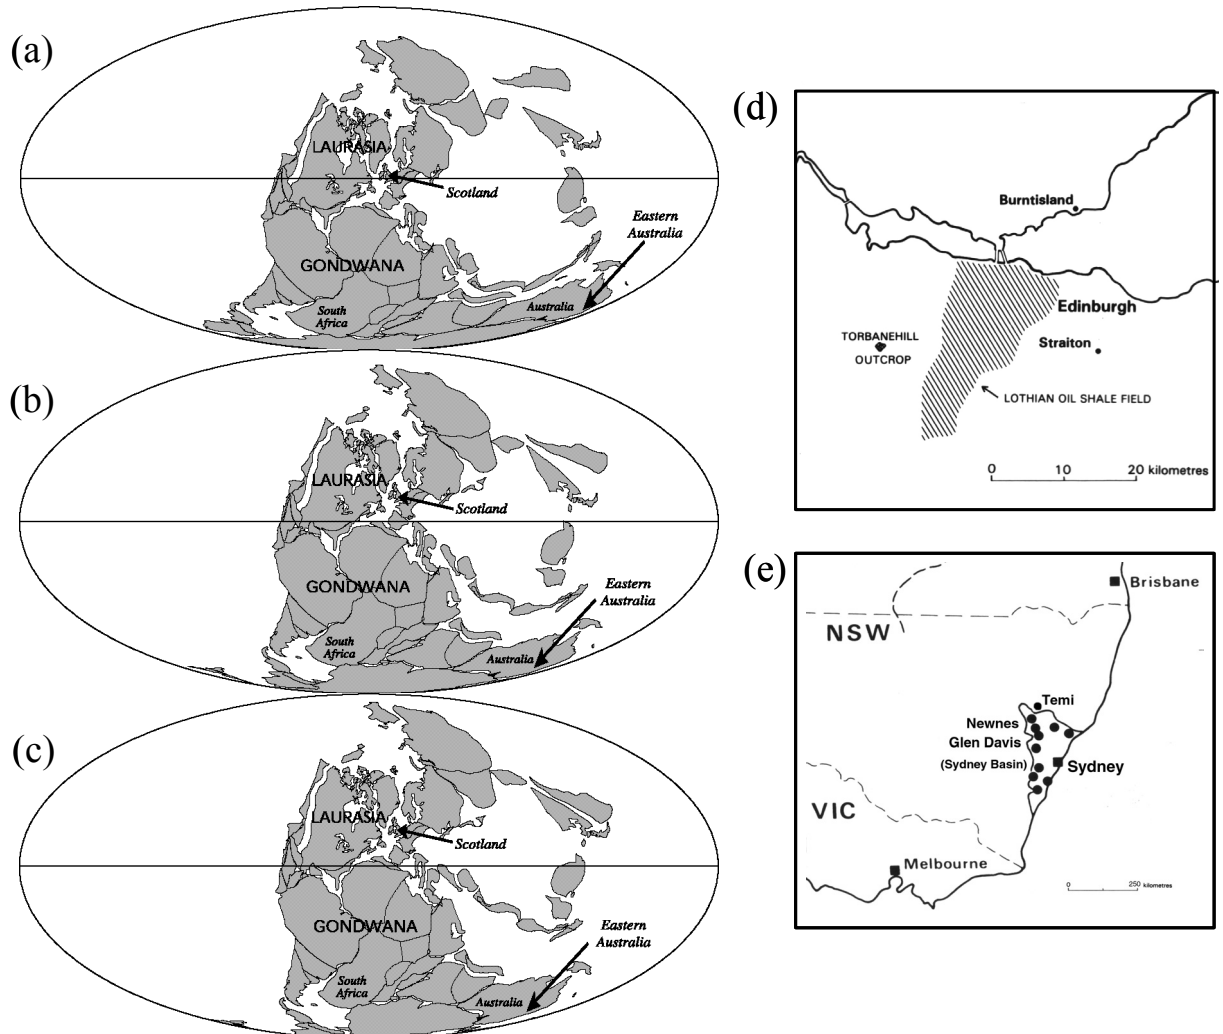 (a)
LAURASIA
Scotland
Eastern
Australia
GONDWANA
South
Africa
Australia
(b)
LAURASIA
Scotland
GONDWANA
Eastern
Australia
South
Africa
Australia
(c)
LAURASIA
Scotland
GONDWANA
Eastern
Australia
South
Africa
Australia
(d)
Burntisland
Edinburgh
TORBANEHILL
OUTCROP
Straiton
LOTHIAN OIL SHALE FIELD
0 10 20 kilometres
(e)
Brisbane
NSW
Temi
Newnes
Glen Davis
(Sydney Basin)
Sydney
VIC
Melbourne
0 250 kilometres